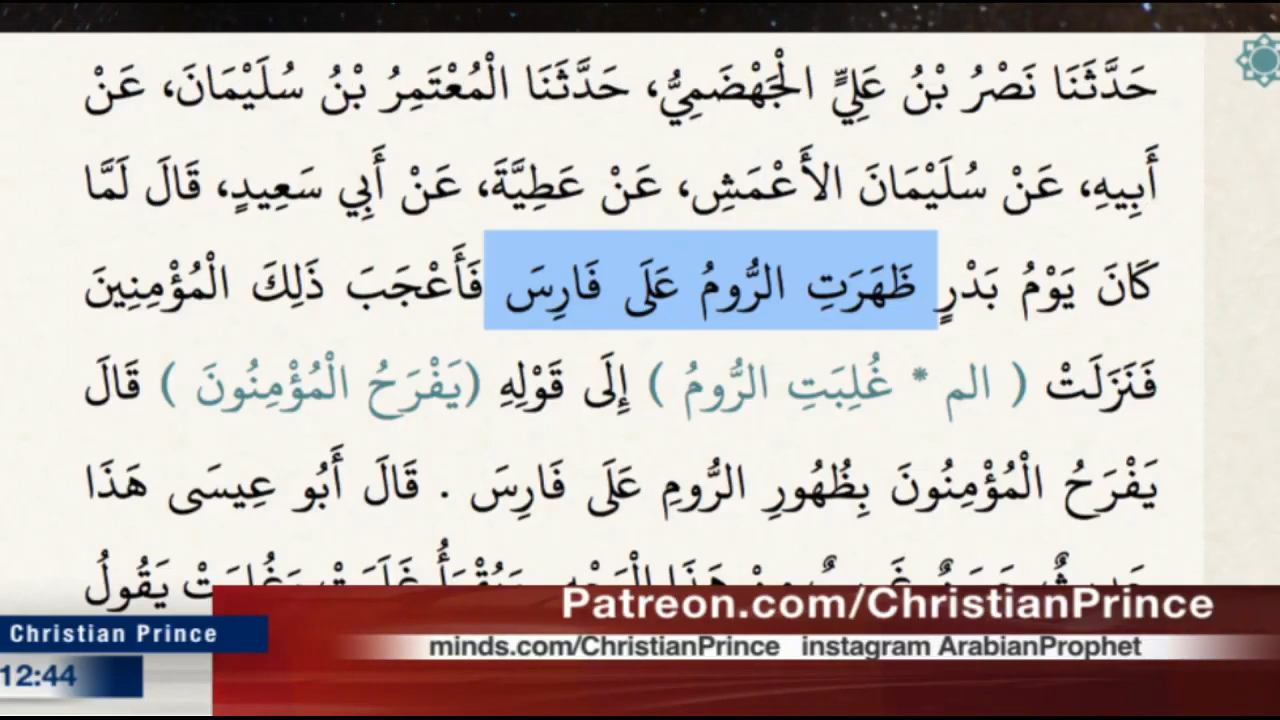 حَدَّثَنَا نَصْرُ بْنُ عَلِيٍّ الْجَهْضَمِيُّ، حَدَّثَنَا الْمُعْتَمِرُ بْنُ سُلَيْمَانَ، عَنْ
أَبِيهِ، عَنْ سُلَيْمَانَ الأَعْمَشِ، عَنْ عَطِيَّةَ، عَنْ أَبِي سَعِيدٍ، قَالَ لَمَّا
كَانَ يَوْمُ بَدْرٍ ظَهَرَتِ الرُّومُ عَلَى فَارِسَ فَأَعْجَبَ ذَلِكَ الْمُؤْمِنِينَ
فَنَزَلَتْ ( الم * غُلِبَتِ الرُّومُ ) إِلَى قَوْلِهِ (يَفْرَحُ الْمُؤْمِنُونَ ) قَالَ
يَفْرَحُ الْمُؤْمِنُونَ بِظُهُورِ الرُّومِ عَلَى فَارِسَ . قَالَ أَبُو عِيسَى هَذَا
يَقُولُ
Patreon.com/ChristianPrince
Christian Prince
minds.com/ChristianPrince instagram ArabianProphet
12:44